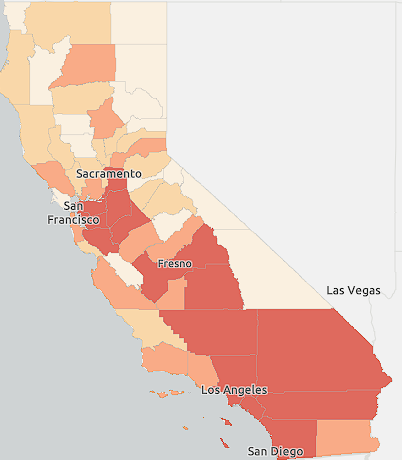 Sacramento
San
Francisco
Fresno
Las Vegas
Los Angeles
San Diego